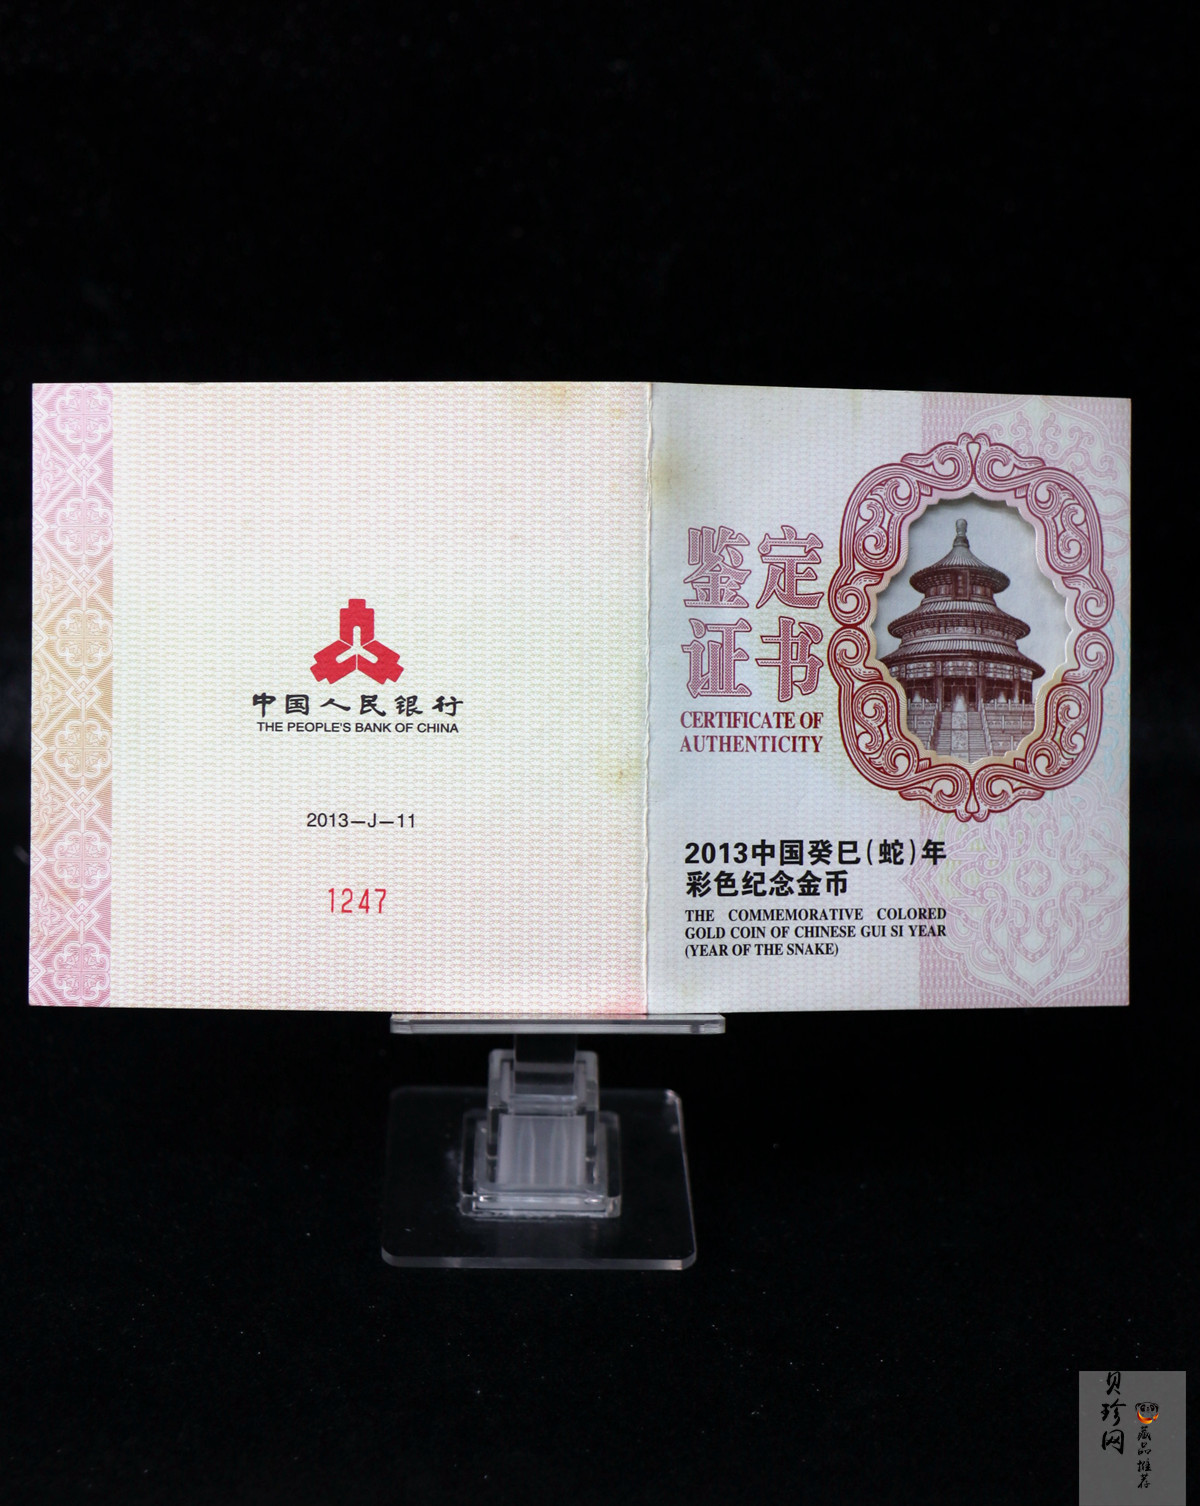 中国人民银行
THE PEOPLE'S BANK OF CHINA
2013—J—11
1247
鉴定
证书
CERTIFICATE OF
AUTHENTICITY
2013中国癸巳(蛇)年
彩色纪念金币
THE COMMEMORATIVE COLORED
GOLD COIN OF CHINESE GUI SI YEAR
(YEAR OF THE SNAKE)
贝珍网
藏品推荐